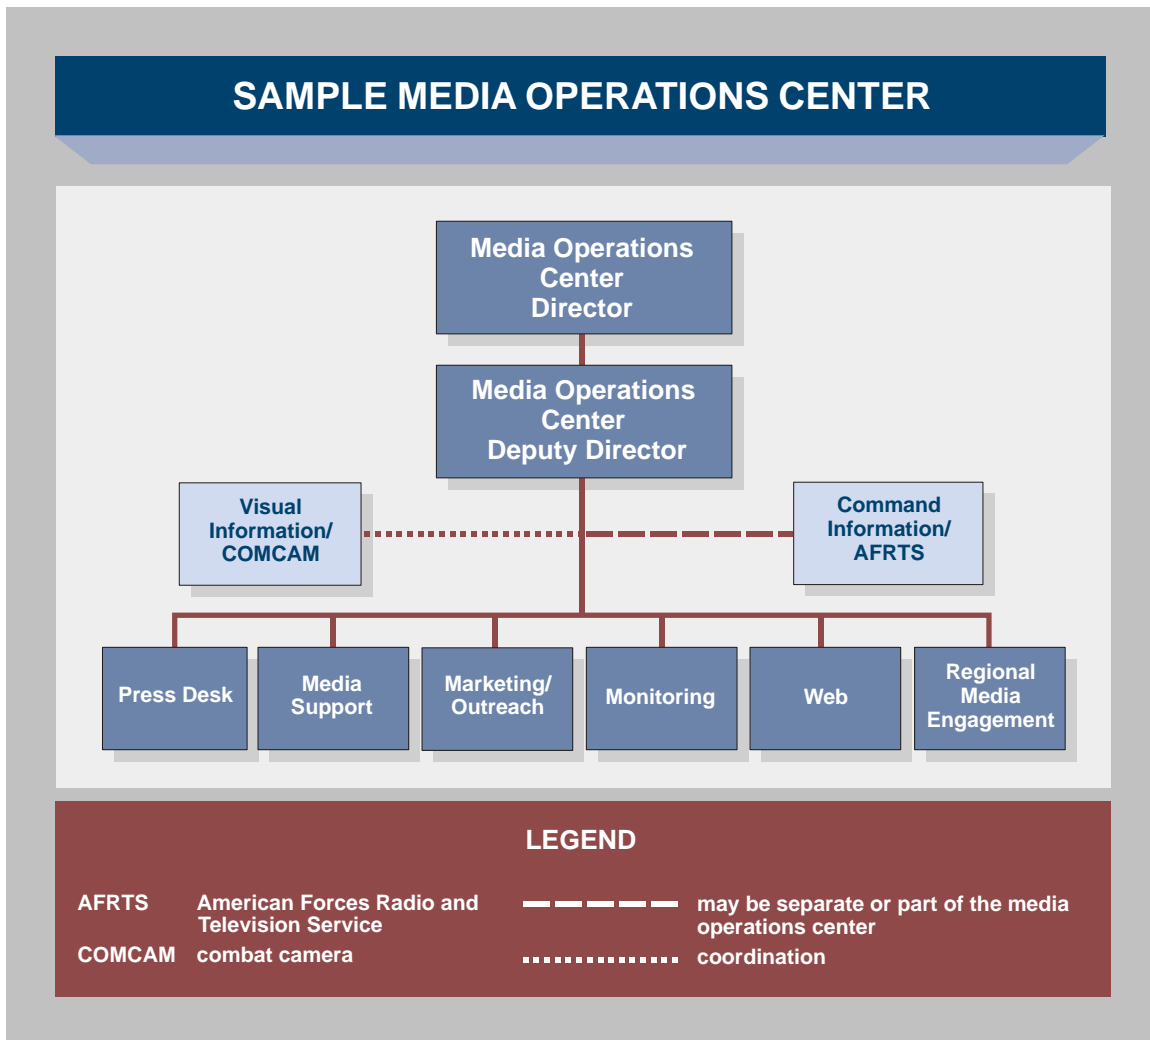 SAMPLE MEDIA OPERATIONS CENTER
Media Operations
Center
Director
Media Operations
Center
Deputy Director
Visual
Information/
COMCAM
Command
Information/
AFRTS
Press Desk
Media
Support
Marketing/
Outreach
Monitoring
Web
Regional
Media
Engagement
LEGEND
AFRTS American Forces Radio and
Television Service
COMCAM combat camera
may be separate or part of the media
operations center
coordination